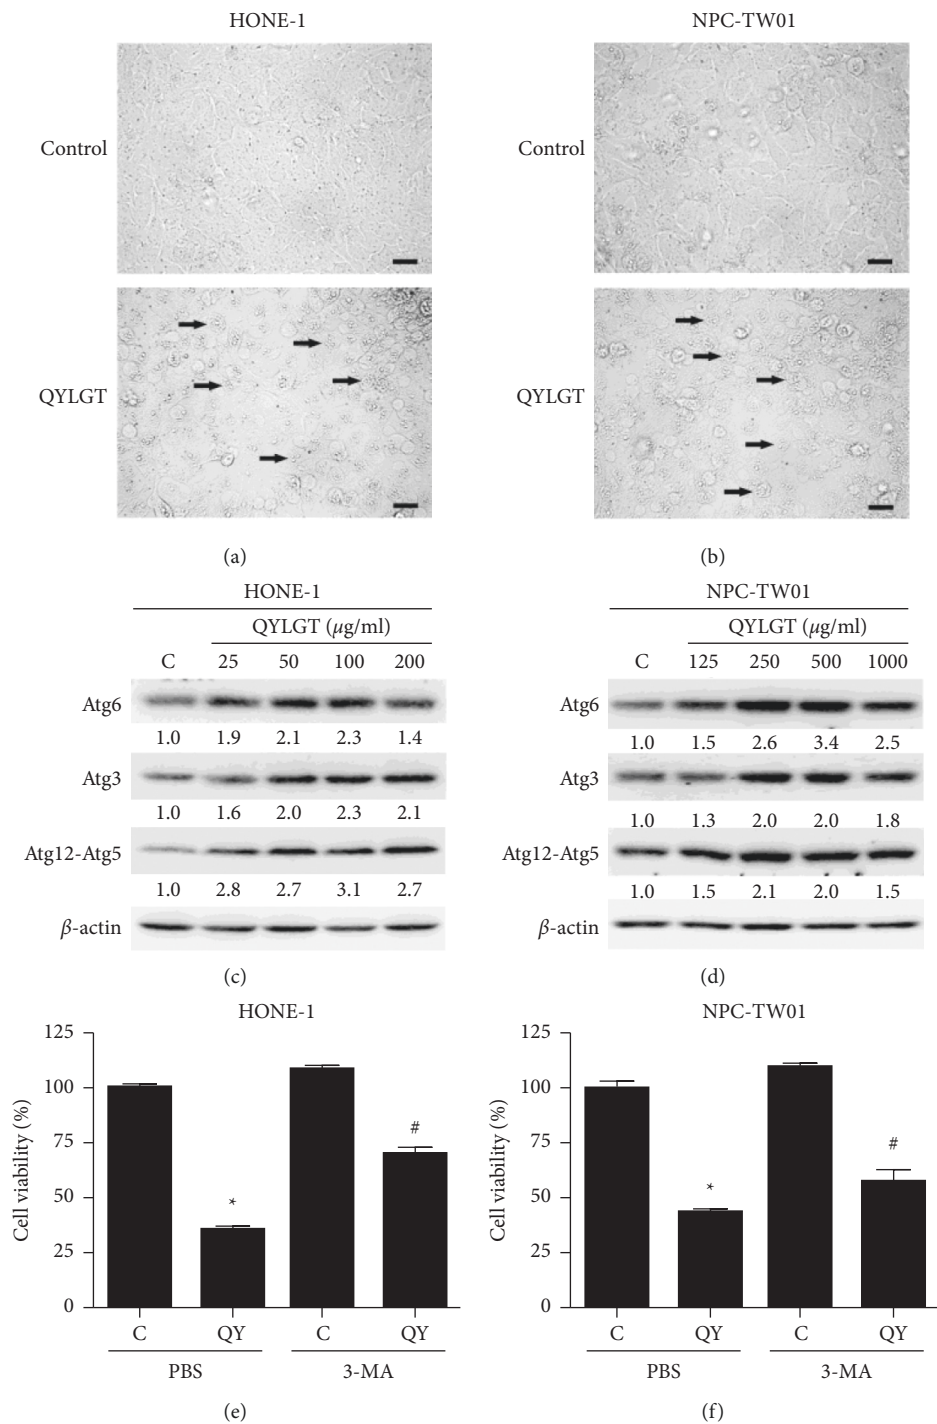 HONE-1
NPC-TW01
Control
Control
QYLGT
QYLGT
(a)
(b)
HONE-1
QYLGT (μg/ml)
C 25 50 100 200
Atg6
1.0 1.9 2.1 2.3 1.4
Atg3
1.0 1.6 2.0 2.3 2.1
Atg12-Atg5
1.0 2.8 2.7 3.1 2.7
β-actin
(c)
NPC-TW01
QYLGT (μg/ml)
C 125 250 500 1000
Atg6
1.0 1.5 2.6 3.4 2.5
Atg3
1.0 1.3 2.0 2.0 1.8
Atg12-Atg5
1.0 1.5 2.1 2.0 1.5
β-actin
(d)
HONE-1
Cell viability (%)
125
100
75
50
25
0
*
#
C QY C QY
PBS 3-MA
(e)
NPC-TW01
Cell viability (%)
125
100
75
50
25
0
*
#
C QY C QY
PBS 3-MA
(f)